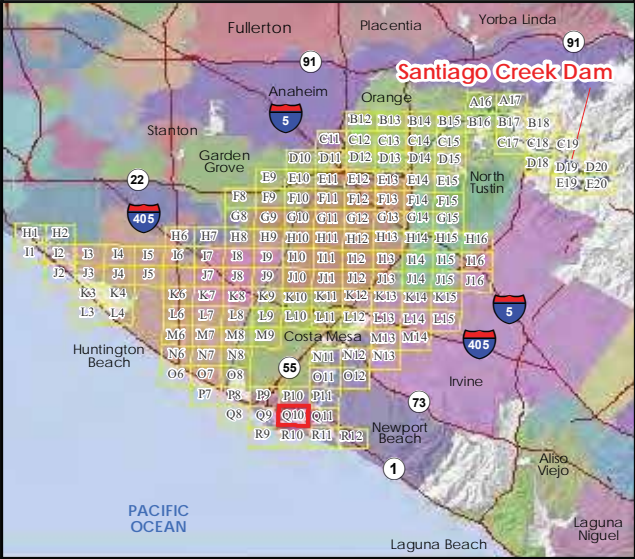 Fullerton
Placentia
Yorba Linda
91
91
Santiago Creek Dam
Anaheim
5
Orange
A16 A17
B12 B13 B14 B15 B16 B17 B18
Stanton
C11 C12 C13 C14 C15 C17 C18 C19
Garden
Grove
D10 D11 D12 D13 D14 D15 D18 D19 D20
22
E9 E10 E11 E12 E13 E14 E15 E19 E20
North
Tustin
F8 F9 F10 F11 F12 F13 F14 F15
405
G8 G9 G10 G11 G12 G13 G14 G15
H1 H2 H6 H7 H8 H9 H10 H11 H12 H13 H14 H15 H16
I1 I2 I3 I4 I5 I6 I7 I8 I9 I10 I11 I12 I13 I14 I15 I16
J2 J3 J4 J5 J7 J8 J9 J10 J11 J12 J13 J14 J15 J16
K3 K4 K6 K7 K8 K9 K10 K11 K12 K13 K14 K15
5
L3 L4 L6 L7 L8 L9 L10 L11 L12 L13 L14 L15
M6 M7 M8 M9 Costa Mesa M13 M14
405
Huntington
Beach
N6 N7 N8 N11 N12 N13
55
O6 O7 O8 O11 O12
Irvine
P7 P8 P9 P10 P11
73
Q8 Q9 Q10 Q11
Newport
Beach
R9 R10 R11 R12
1
Aliso
Viejo
PACIFIC
OCEAN
Laguna
Niguel
Laguna Beach